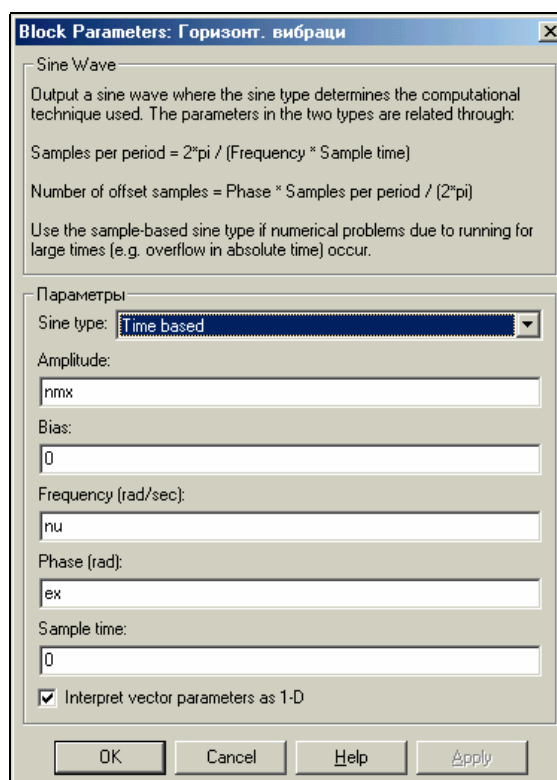 Block Parameters: Горизонт. вибраци
Sine Wave
Output a sine wave where the sine type determines the computational
technique used. The parameters in the two types are related through:
Samples per period = 2*pi / (Frequency * Sample time)
Number of offset samples = Phase * Samples per period / (2*pi)
Use the sample-based sine type if numerical problems due to running for
large times (e.g. overflow in absolute time) occur.
Параметры
Sine type: Time based
Amplitude:
nmx
Bias:
0
Frequency (rad/sec):
nu
Phase (rad):
ex
Sample time:
0
Interpret vector parameters as 1-D
OK Cancel Help Apply